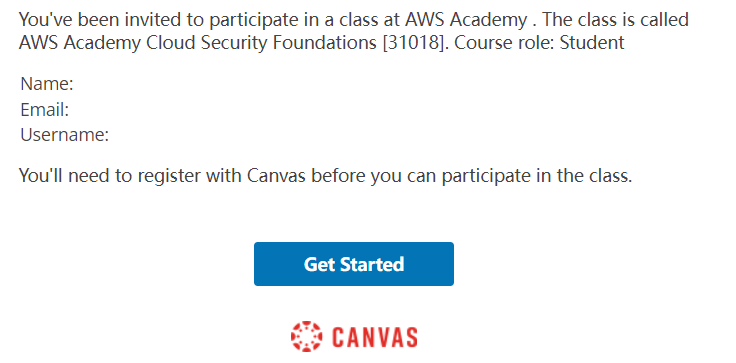 You've been invited to participate in a class at AWS Academy . The class is called
AWS Academy Cloud Security Foundations [31018]. Course role: Student
Name:
Email:
Username:
You'll need to register with Canvas before you can participate in the class.
Get Started
CANVAS